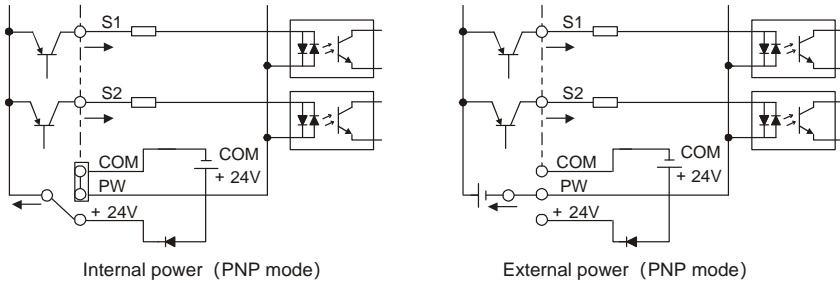 S1
S2
COM
COM
+ 24V
PW
+ 24V
Internal power (PNP mode)
S1
S2
COM
COM
+ 24V
PW
+ 24V
External power (PNP mode)